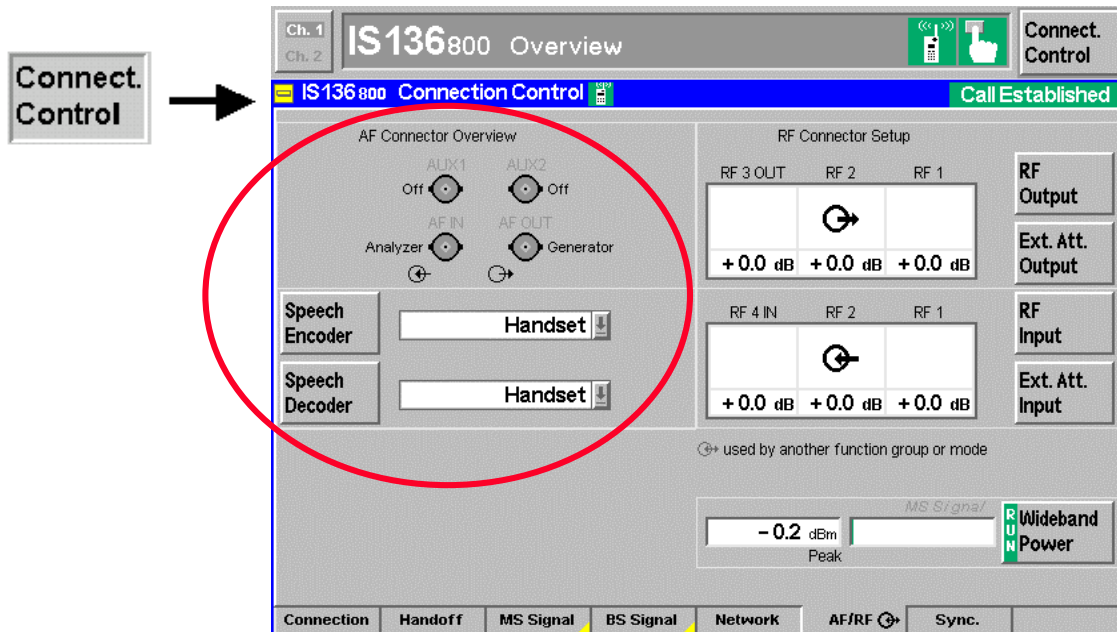 Connect.
Control
Ch. 1
Ch. 2
IS136 800 Overview
Connect.
Control
IS136 800 Connection Control
Call Established
AF Connector Overview
AUX1 AUX2
Off Off
AF IN AF OUT
Analyzer Generator
Speech
Encoder
Handset
Speech
Decoder
Handset
RF Connector Setup
RF 3 OUT RF 2 RF 1
+ 0.0 dB + 0.0 dB + 0.0 dB
RF
Output
Ext. Att.
Output
RF 4 IN RF 2 RF 1
+ 0.0 dB + 0.0 dB + 0.0 dB
RF
Input
Ext. Att.
Input
used by another function group or mode
MS Signal
– 0.2 dBm
Peak
RUN
Wideband
Power
Connection Handoff MS Signal BS Signal Network AF/RF Sync.